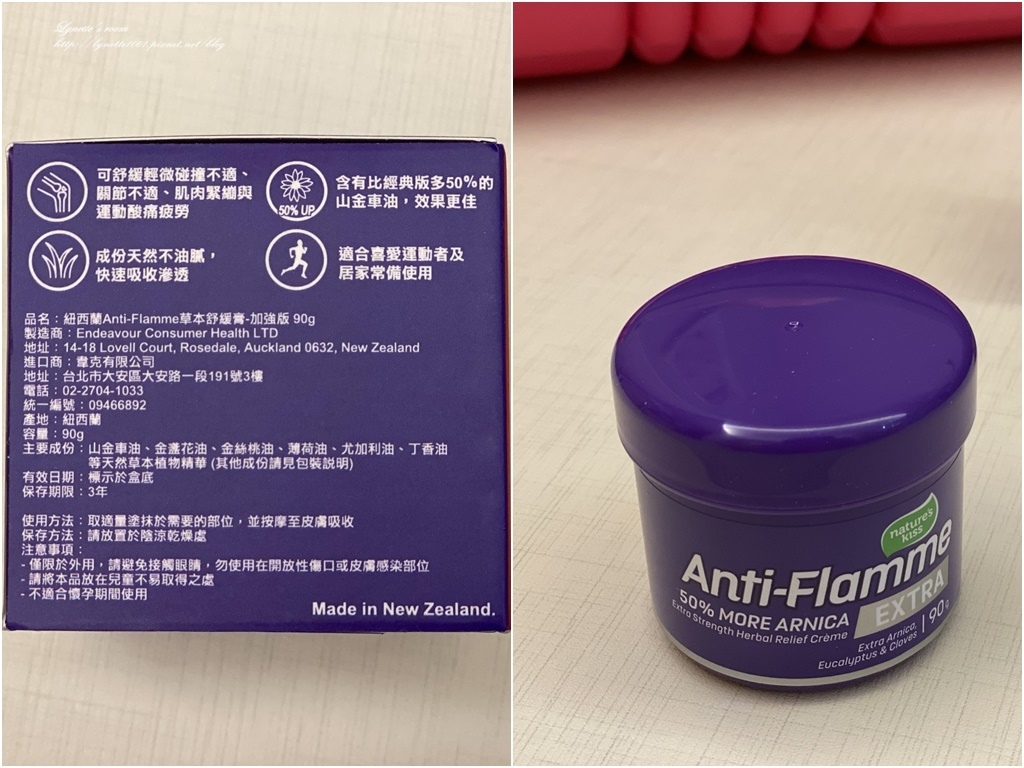 Lynette's mom
可舒緩輕微碰撞不適、
關節不適、肌肉緊繃與
運動酸痛疲勞
50% UP
含有比經典版多50%的
山金車油，效果更佳
成份天然不油膩，
快速吸收滲透
適合喜愛運動者及
居家常備使用
品名：紐西蘭Anti-Flamme草本舒緩膏-加強版 90g
製造商：Endeavour Consumer Health LTD
地址：14-18 Lovell Court, Rosedale, Auckland 0632, New Zealand
進口商：韋克有限公司
地址：台北市大安區大安路一段191號3樓
電話：02-2704-1033
統一編號：09466892
產地：紐西蘭
容量：90g
主要成份：山金車油、金盞花油、金絲桃油、薄荷油、尤加利油、丁香油
等天然草本植物精華 (其他成份請見包裝說明)
有效日期：標示於盒底
保存期限：3年
使用方法：取適量塗抹於需要的部位，並按摩至皮膚吸收
保存方法：請放置於陰涼乾燥處
注意事項：
- 僅限於外用，請避免接觸眼睛，勿使用在開放性傷口或皮膚感染部位
- 請將本品放在兒童不易取得之處
- 不適合懷孕期間使用
Made in New Zealand.
nature's
kiss
Anti-Flamme
50% MORE ARNICA
EXTRA
Extra Strength Herbal Relief Crème
Extra Arnica,
Eucalyptus & Cloves
90g